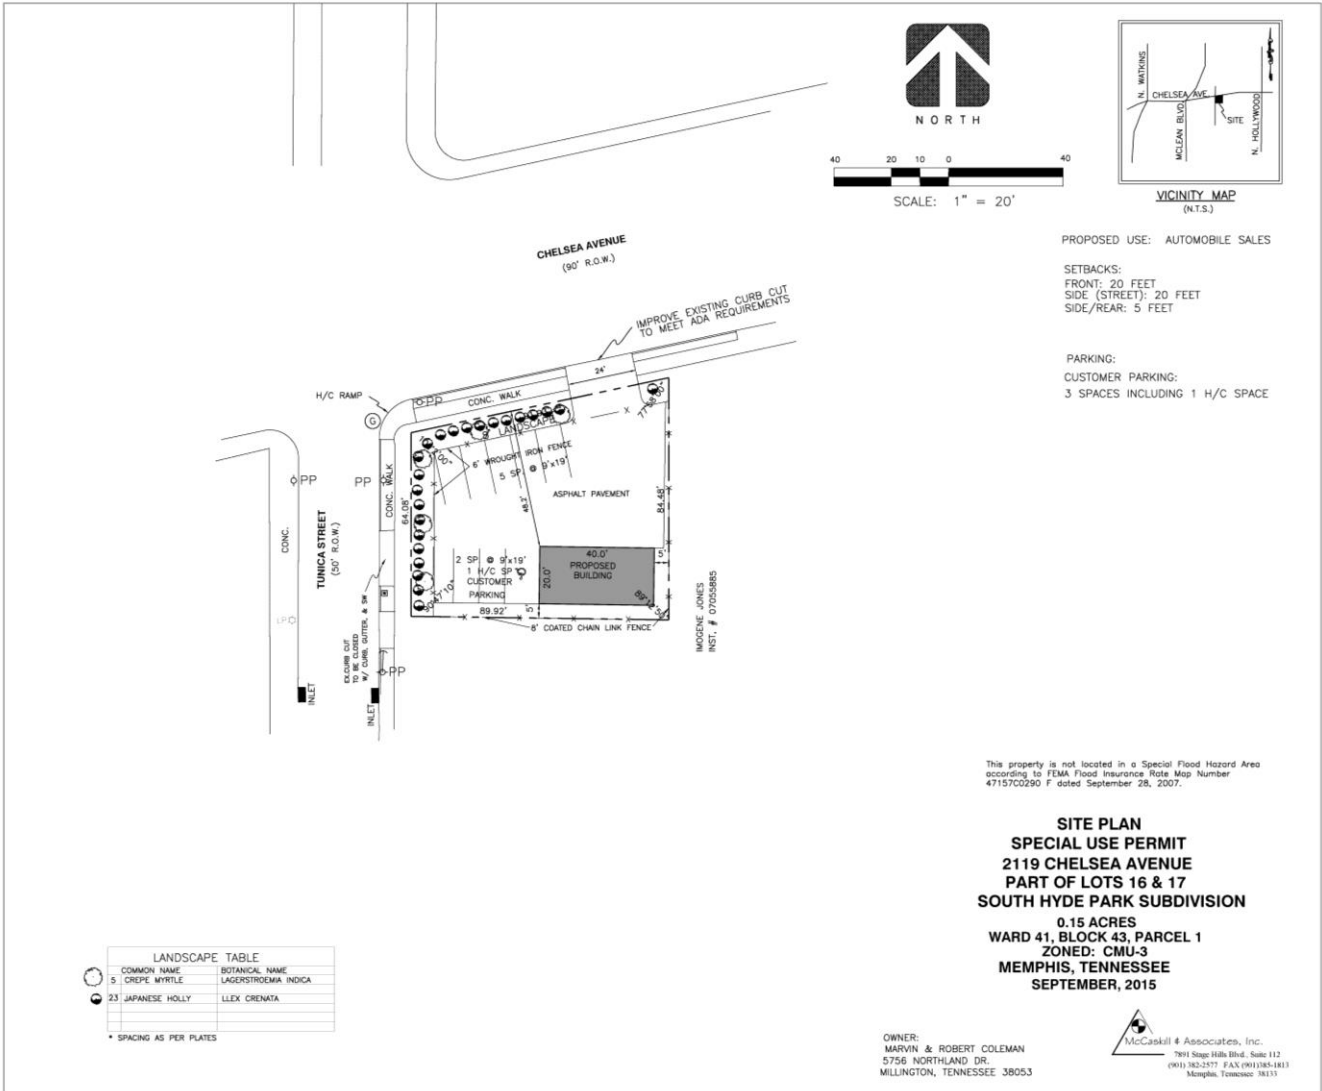 NORTH
40 20 10 0 40
SCALE: 1" = 20'
N. WATKINS
CHELSEA AVE.
MCLEAN BLVD.
SITE
N. HOLLYWOOD
VICINITY MAP
(N.T.S.)
PROPOSED USE: AUTOMOBILE SALES
SETBACKS:
FRONT: 20 FEET
SIDE (STREET): 20 FEET
SIDE/REAR: 5 FEET
PARKING:
CUSTOMER PARKING:
3 SPACES INCLUDING 1 H/C SPACE
CHELSEA AVENUE
(90' R.O.W.)
IMPROVE EXISTING CURB CUT
TO MEET ADA REQUIREMENTS
24'
H/C RAMP
PP
CONC. WALK
G
LANDSCAPE
6' WROUGHT IRON FENCE
5 SP. @ 9'x19'
ASPHALT PAVEMENT
48.2'
84.48'
64.08'
PP
PP
CONC. WALK
CONC.
TUNICA STREET
(50' R.O.W.)
2 SP @ 9'x19'
1 H/C SP
CUSTOMER
PARKING
40.0'
PROPOSED
BUILDING
20.0'
5'
5'
89.92'
8' COATED CHAIN LINK FENCE
IMOGENE JONES
INST. # 07055885
LP
EX.CURB CUT
TO BE CLOSED
W/ CURB, GUTTER, & SW
PP
INLET
INLET
This property is not located in a Special Flood Hazard Area
according to FEMA Flood Insurance Rate Map Number
47157C0290 F dated September 28, 2007.
SITE PLAN
SPECIAL USE PERMIT
2119 CHELSEA AVENUE
PART OF LOTS 16 & 17
SOUTH HYDE PARK SUBDIVISION
0.15 ACRES
WARD 41, BLOCK 43, PARCEL 1
ZONED: CMU-3
MEMPHIS, TENNESSEE
SEPTEMBER, 2015
LANDSCAPE TABLE
COMMON NAME BOTANICAL NAME
5 CREPE MYRTLE LAGERSTROEMIA INDICA
23 JAPANESE HOLLY LLEX CRENATA
* SPACING AS PER PLATES
OWNER:
MARVIN & ROBERT COLEMAN
5756 NORTHLAND DR.
MILLINGTON, TENNESSEE 38053
McCaskill & Associates, Inc.
7891 Stage Hills Blvd., Suite 112
(901) 382-2577 FAX (901)385-1813
Memphis, Tennessee 38133